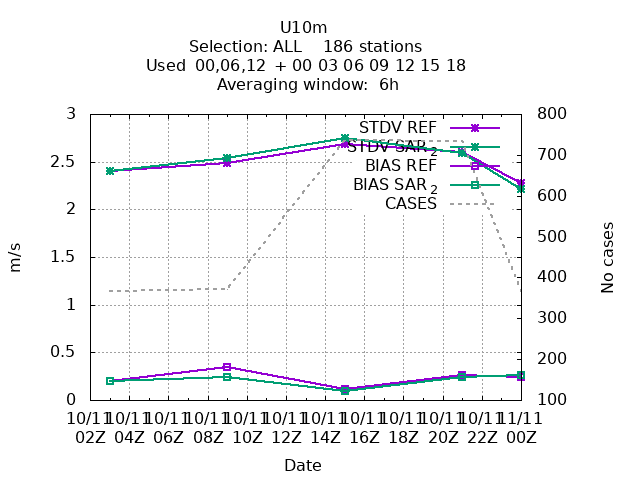 U10m
Selection: ALL 186 stations
Used 00,06,12 + 00 03 06 09 12 15 18
Averaging window: 6h
STDV REF
STDV SAR 2
BIAS REF
BIAS SAR 2
CASES
3
2.5
2
1.5
1
0.5
0
m/s
800
700
600
500
400
300
200
100
No cases
10/11 10/11 10/11 10/11 10/11 10/11 10/11 10/11 10/11 10/11 10/11 11/11
02Z 04Z 06Z 08Z 10Z 12Z 14Z 16Z 18Z 20Z 22Z 00Z
Date